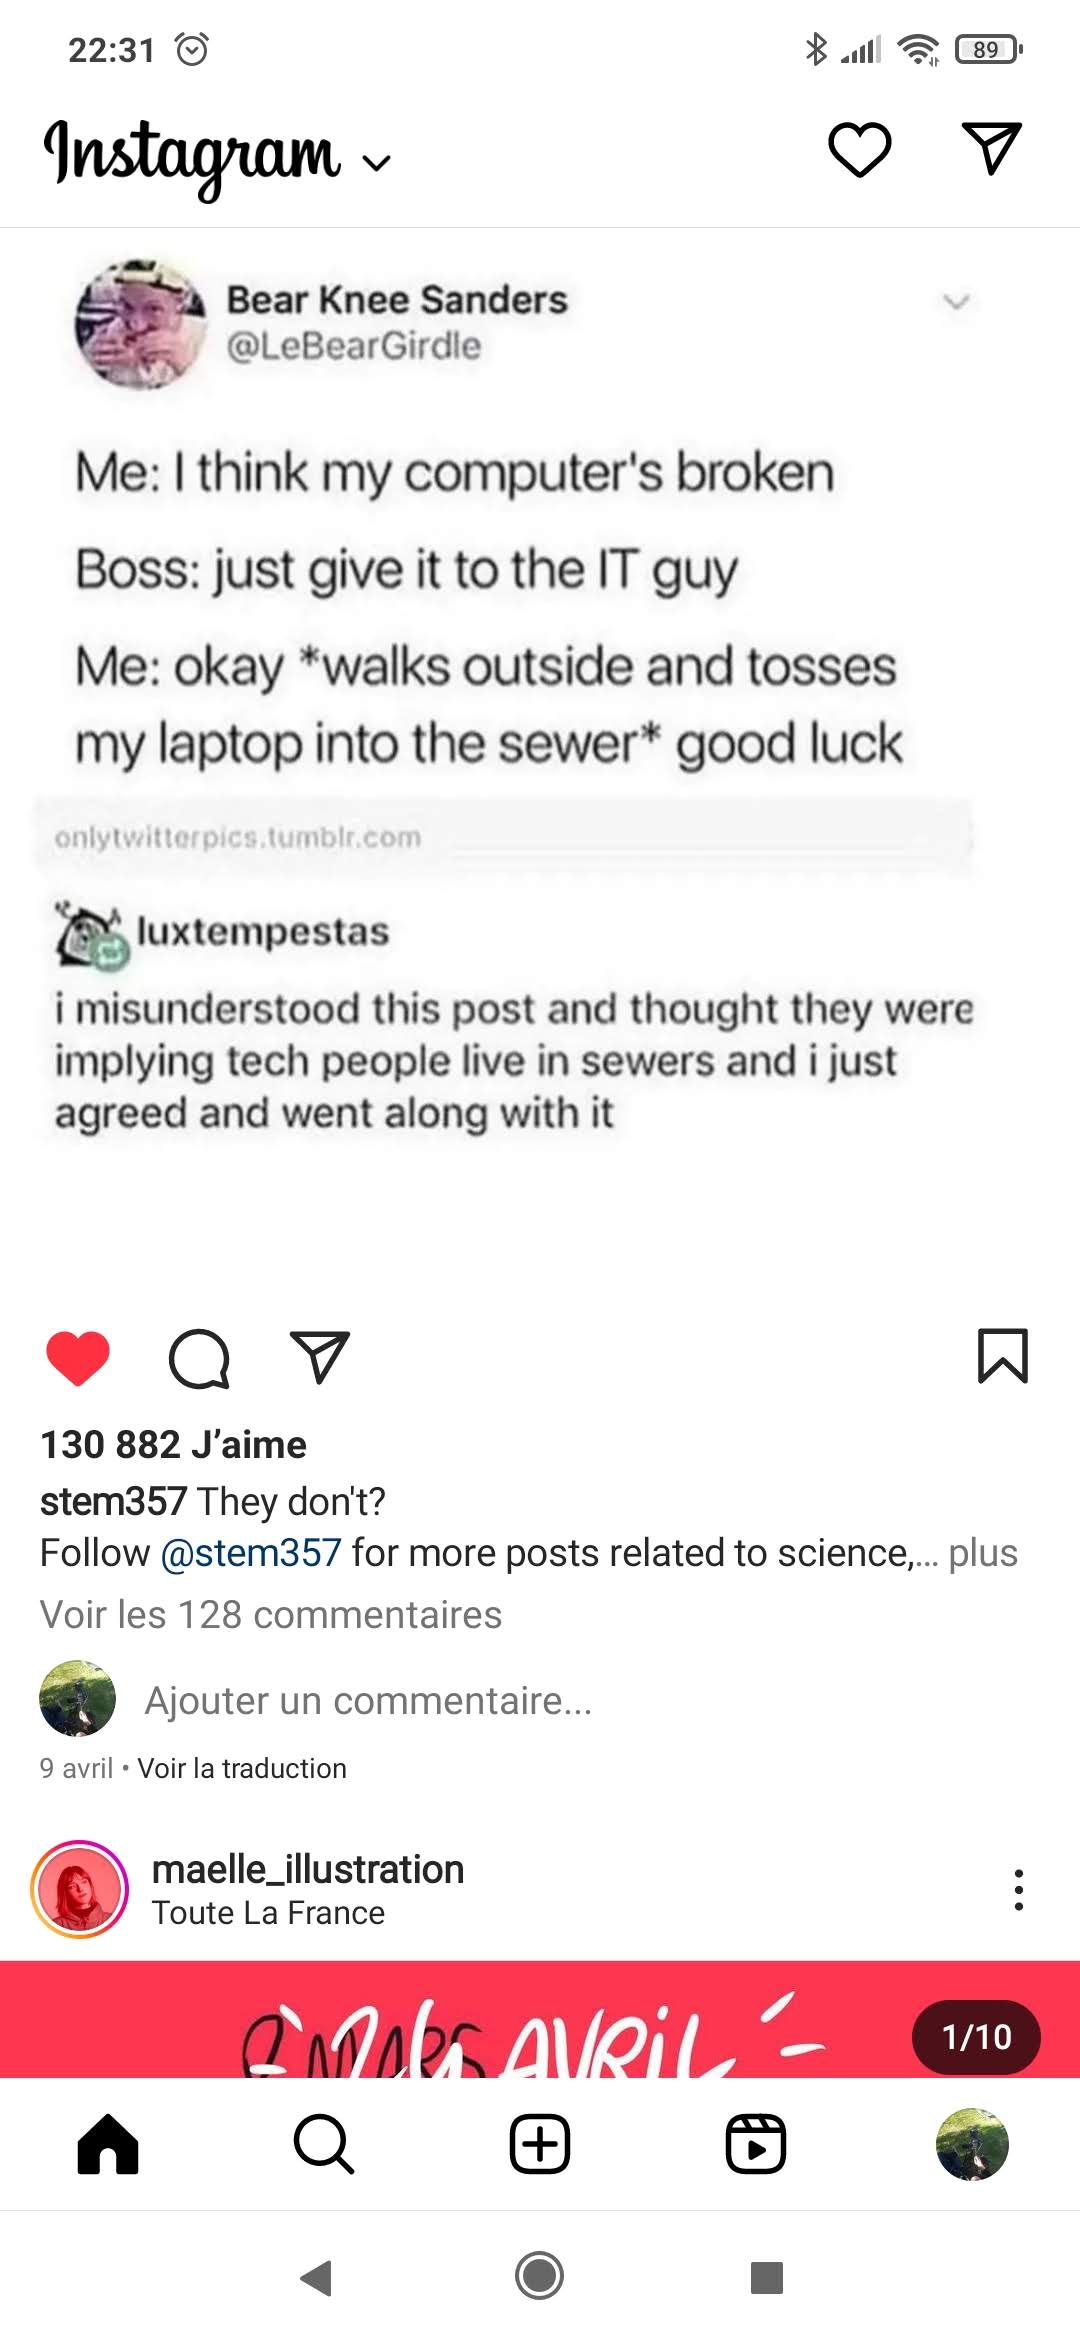 22:31
89
Instagram
Bear Knee Sanders
@LeBearGirdle
Me: I think my computer's broken
Boss: just give it to the IT guy
Me: okay *walks outside and tosses
my laptop into the sewer* good luck
onlytwitterpics.tumblr.com
luxtempestas
i misunderstood this post and thought they were
implying tech people live in sewers and i just
agreed and went along with it
130 882 J’aime
stem357 They don't?
Follow @stem357 for more posts related to science,... plus
Voir les 128 commentaires
Ajouter un commentaire...
9 avril • Voir la traduction
maelle_illustration
Toute La France
MARS AVRiL
1/10